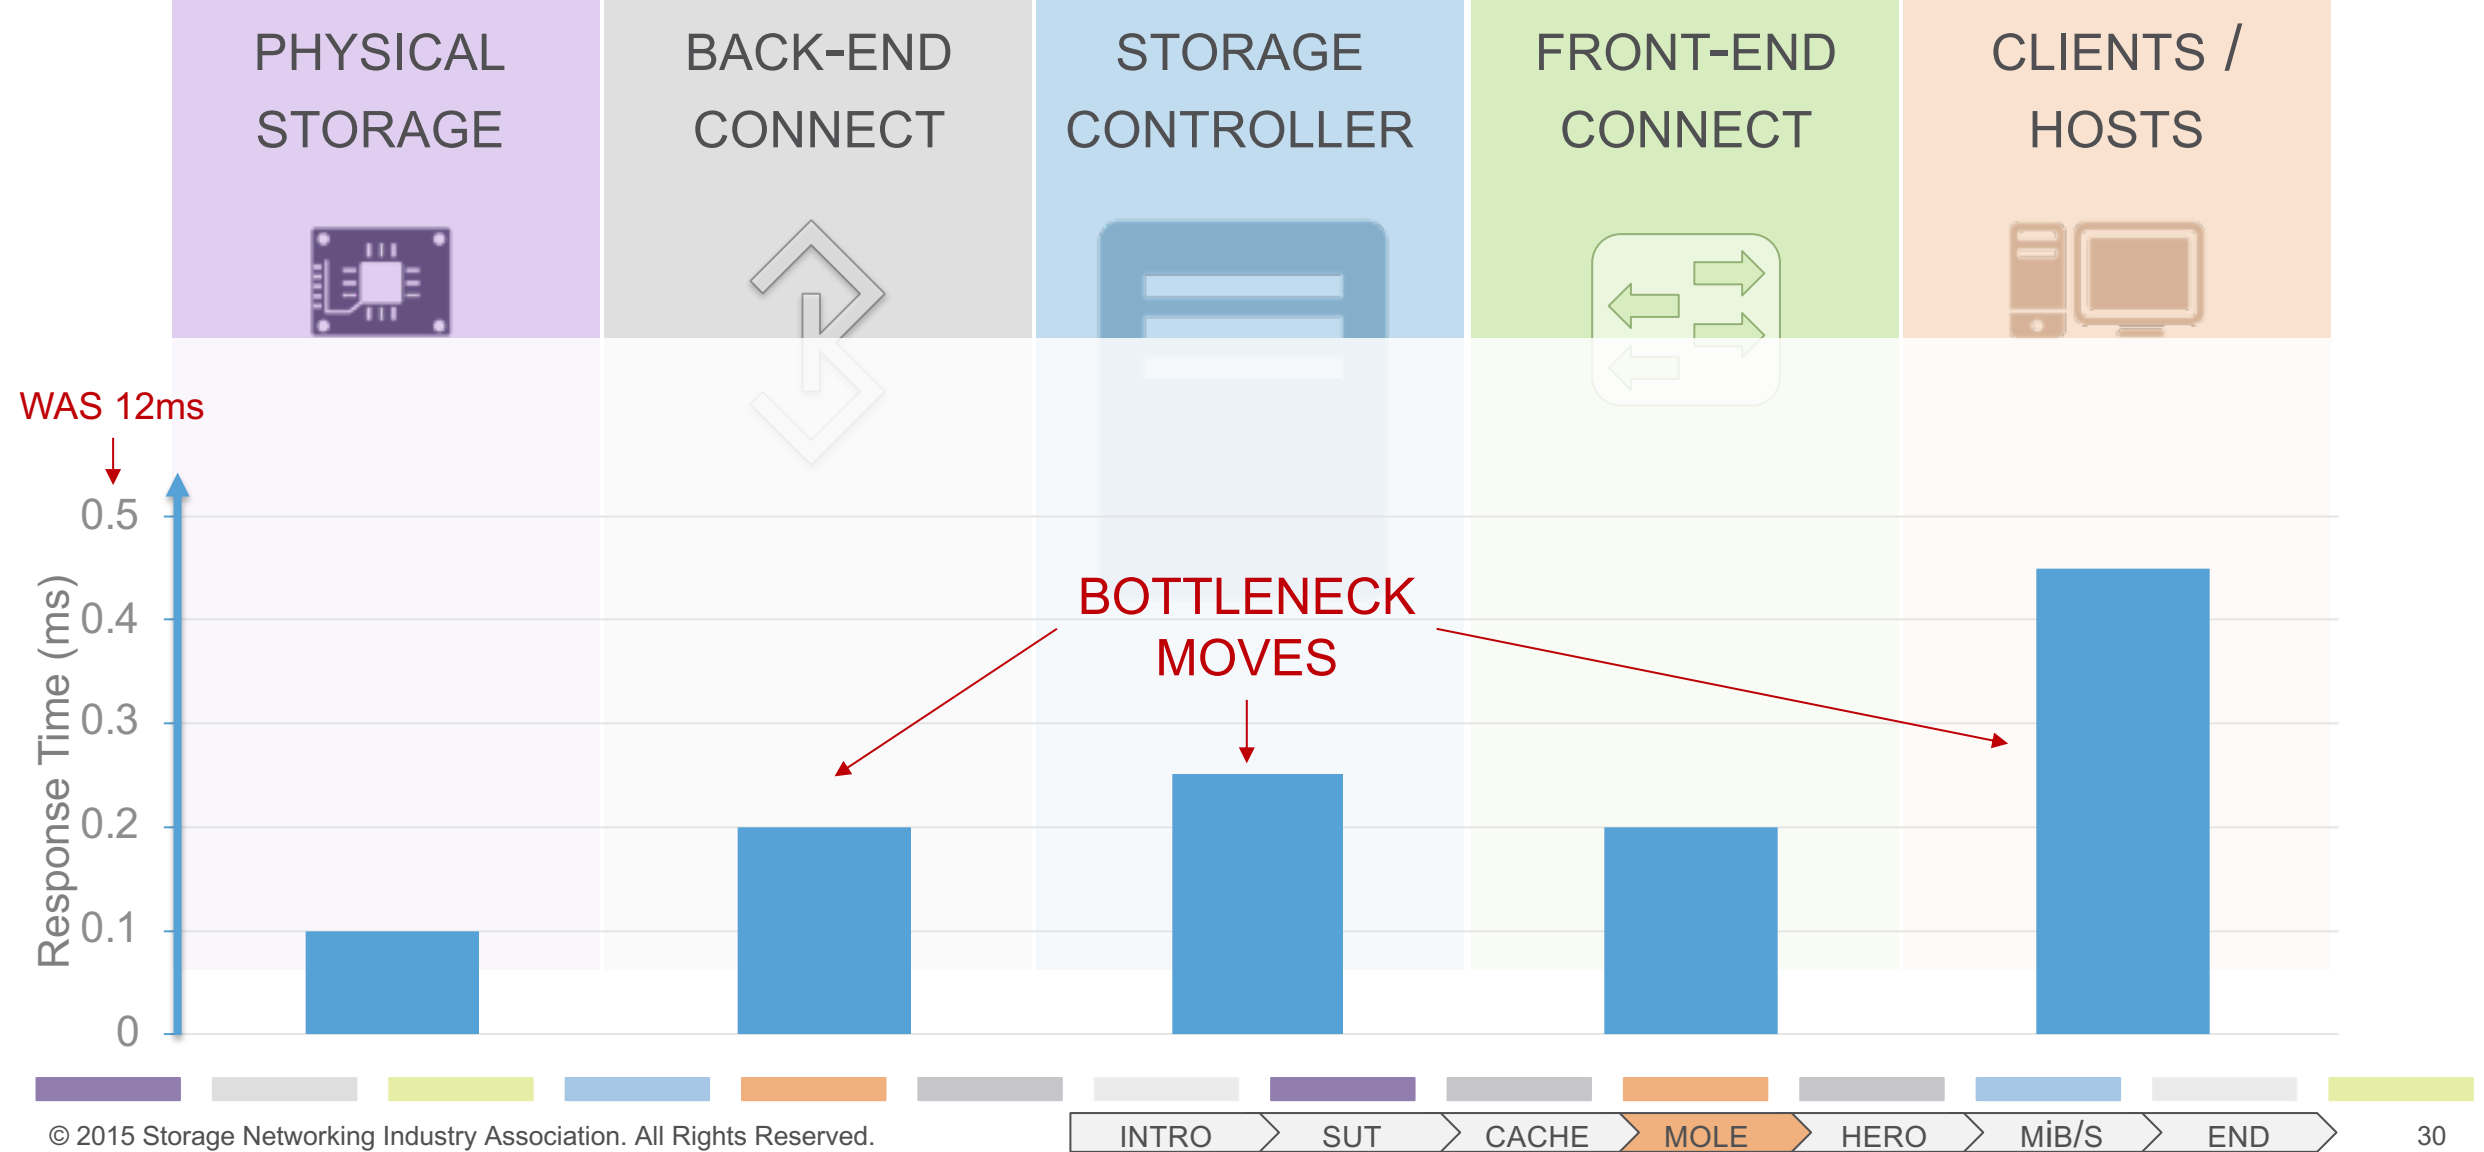 PHYSICAL
STORAGE
BACK-END
CONNECT
STORAGE
CONTROLLER
FRONT-END
CONNECT
CLIENTS /
HOSTS
WAS 12ms
0.5
0.4
0.3
0.2
0.1
0
Response Time (ms)
BOTTLENECK
MOVES
© 2015 Storage Networking Industry Association. All Rights Reserved.
INTRO
SUT
CACHE
MOLE
HERO
MiB/S
END
30